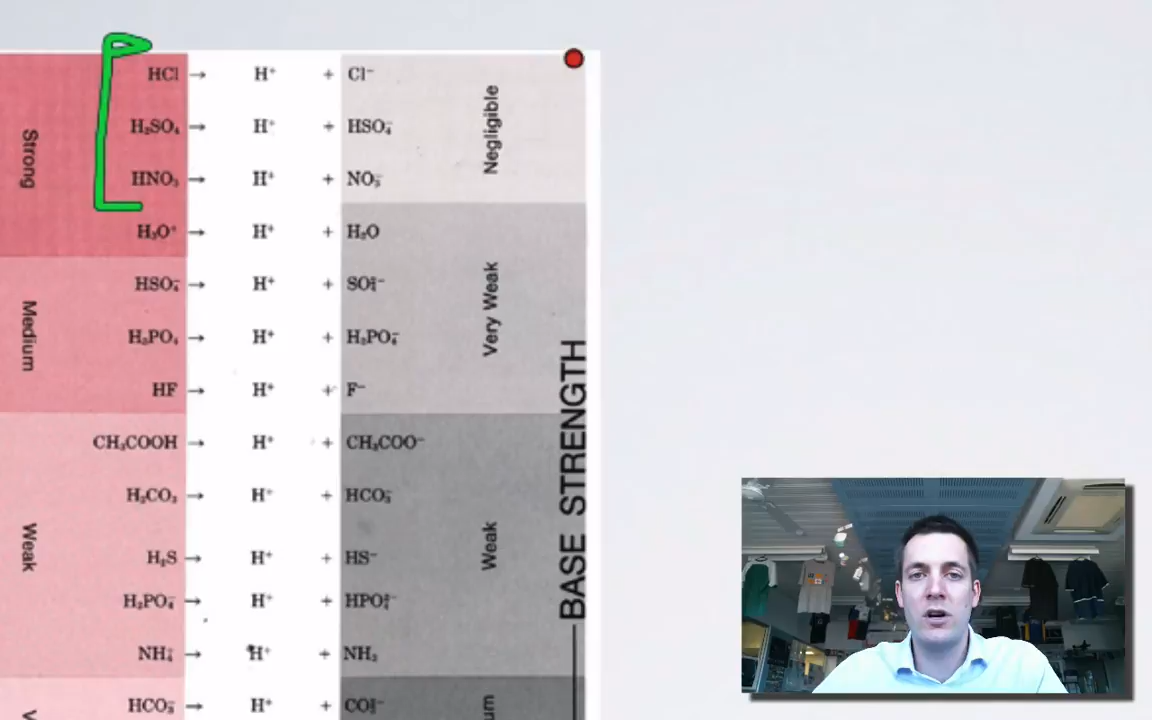 HCl → H⁺ + Cl⁻
H₂SO₄ → H⁺ + HSO₄⁻
HNO₃ → H⁺ + NO₃⁻
H₃O⁺ → H⁺ + H₂O
HSO₄⁻ → H⁺ + SO₄²⁻
H₃PO₄ → H⁺ + H₂PO₄⁻
HF → H⁺ + F⁻
CH₃COOH → H⁺ + CH₃COO⁻
H₂CO₃ → H⁺ + HCO₃⁻
H₂S → H⁺ + HS⁻
H₂PO₄⁻ → H⁺ + HPO₄²⁻
NH₄⁺ → H⁺ + NH₃
HCO₃⁻ → H⁺ + CO₃²⁻
Strong
Medium
Weak
Negligible
Very Weak
Weak
BASE STRENGTH